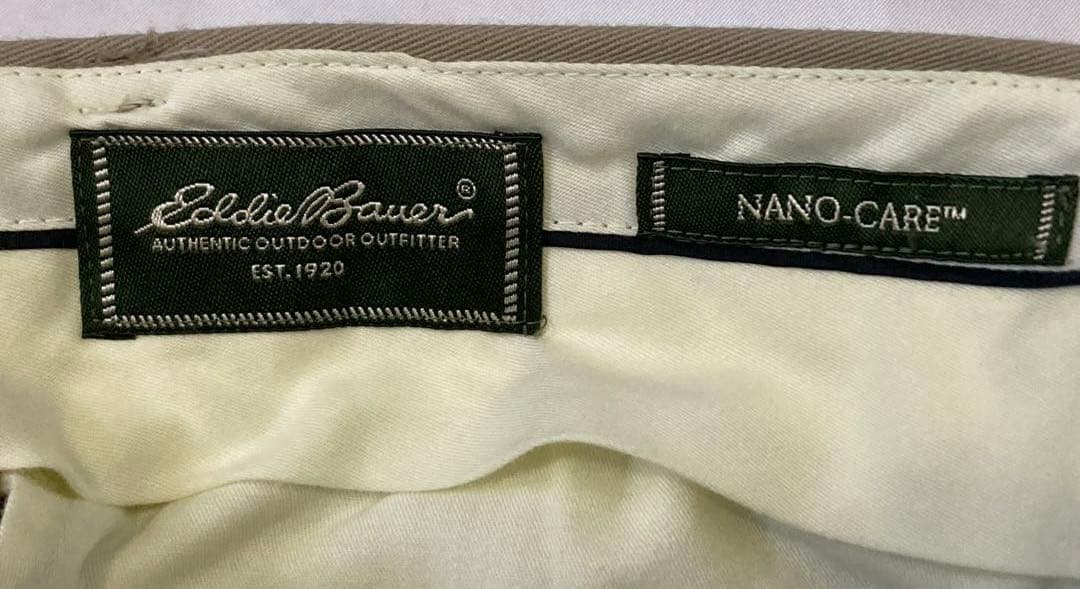 Eddie Bauer®
AUTHENTIC OUTDOOR OUTFITTER
EST. 1920
NANO-CARE™